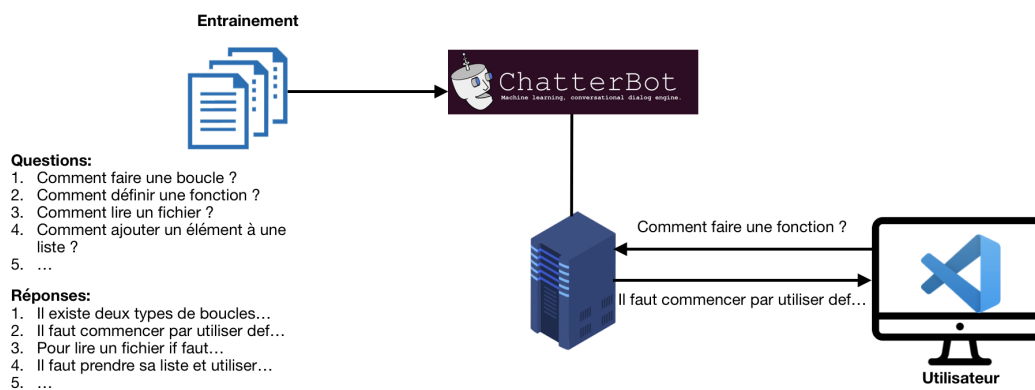 Entrainement
ChatterBot
Machine learning, conversational dialog engine.
Questions:
1. Comment faire une boucle ?
2. Comment définir une fonction ?
3. Comment lire un fichier ?
4. Comment ajouter un élément à une
liste ?
5. …
Réponses:
1. Il existe deux types de boucles…
2. Il faut commencer par utiliser def…
3. Pour lire un fichier if faut…
4. Il faut prendre sa liste et utiliser…
5. …
Comment faire une fonction ?
Il faut commencer par utiliser def…
Utilisateur